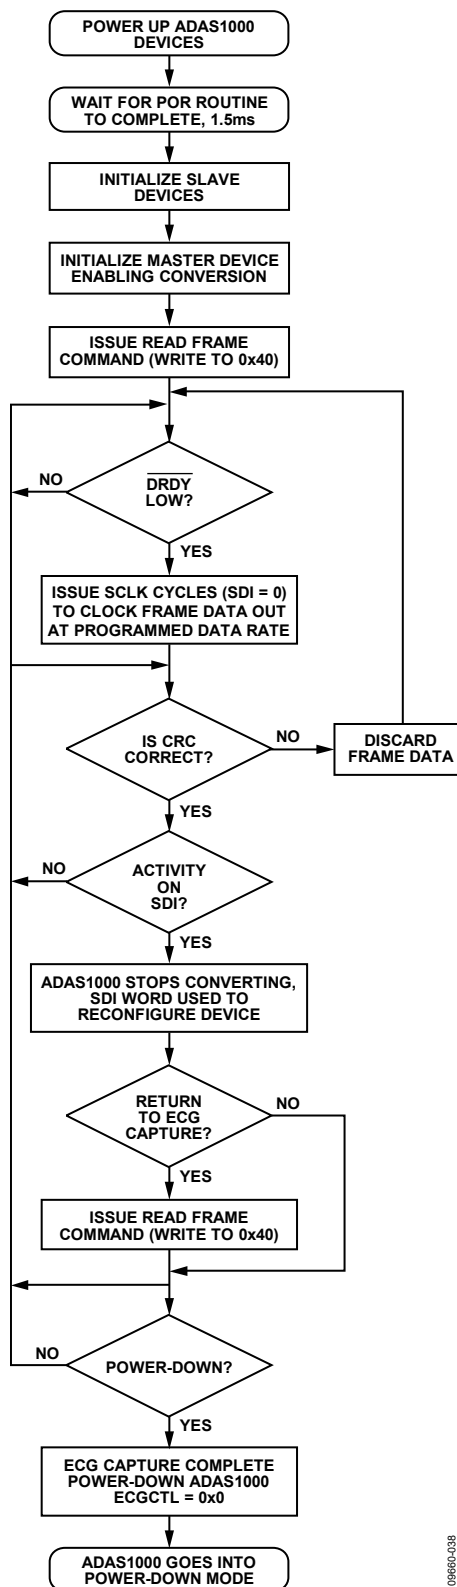 POWER UP ADAS1000
DEVICES
WAIT FOR POR ROUTINE
TO COMPLETE, 1.5ms
INITIALIZE SLAVE
DEVICES
INITIALIZE MASTER DEVICE
ENABLING CONVERSION
ISSUE READ FRAME
COMMAND (WRITE TO 0x40)
NO
DRDY
LOW?
YES
ISSUE SCLK CYCLES (SDI = 0)
TO CLOCK FRAME DATA OUT
AT PROGRAMMED DATA RATE
IS CRC
CORRECT?
NO
DISCARD
FRAME DATA
YES
NO
ACTIVITY
ON
SDI?
YES
ADAS1000 STOPS CONVERTING,
SDI WORD USED TO
RECONFIGURE DEVICE
RETURN
TO ECG
CAPTURE?
NO
YES
ISSUE READ FRAME
COMMAND (WRITE TO 0x40)
NO
POWER-DOWN?
YES
ECG CAPTURE COMPLETE
POWER-DOWN ADAS1000
ECGCTL = 0x0
ADAS1000 GOES INTO
POWER-DOWN MODE
09660-038